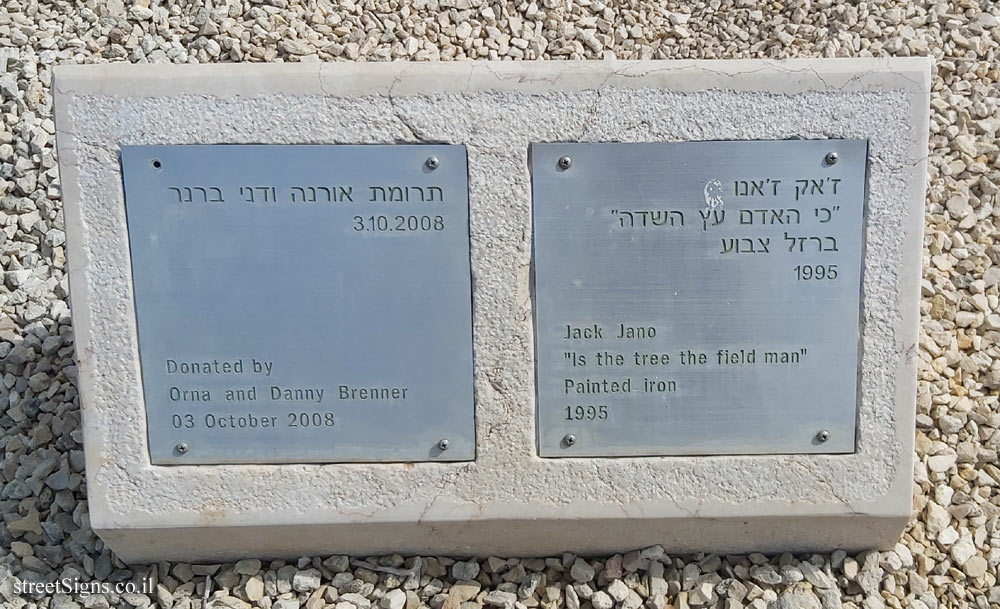 תרומת אורנה ודני ברנר
3.10.2008
Donated by
Orna and Danny Brenner
03 October 2008
ז'אק ז'אנו
"כי האדם עץ השדה"
ברזל צבוע
1995
Jack Jano
"Is the tree the field man"
Painted iron
1995
streetSigns.co.il